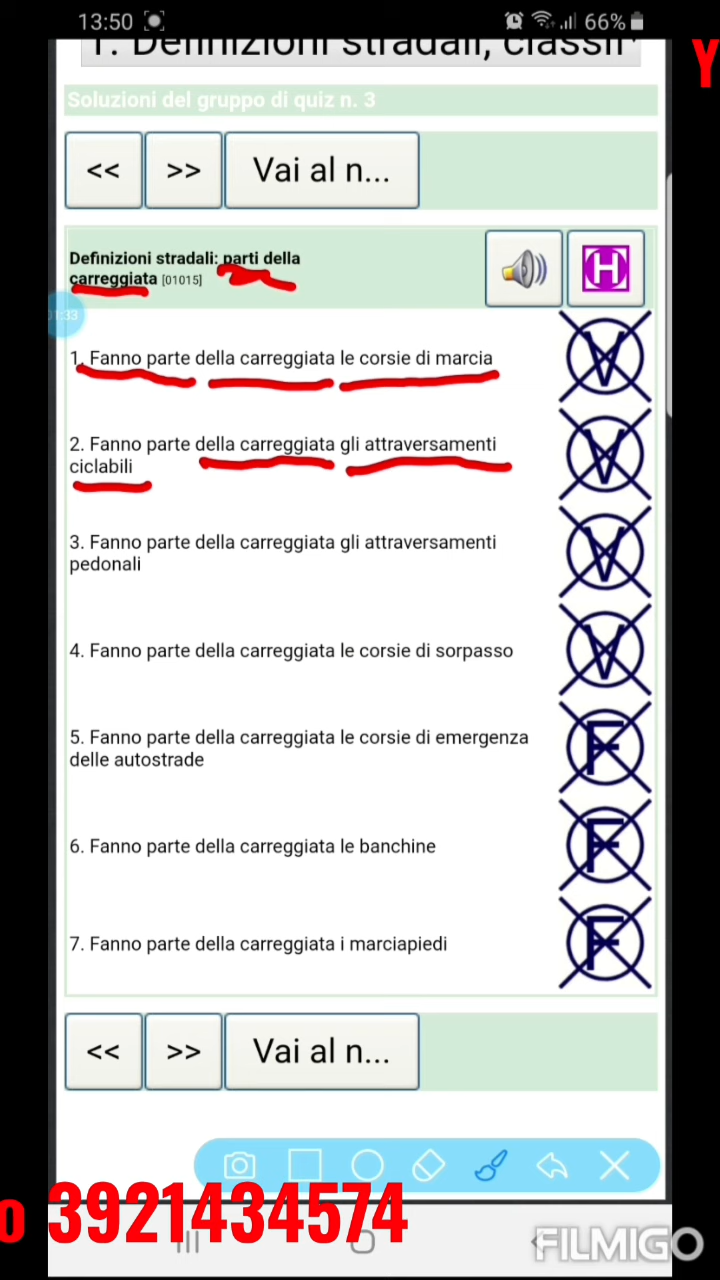 13:50
66%
1. Definizioni stradali, classif
Y
Soluzioni del gruppo di quiz n. 3
<< >> Vai al n...
Definizioni stradali: parti della
carreggiata [01015]
H
01:33
1. Fanno parte della carreggiata le corsie di marcia
V
2. Fanno parte della carreggiata gli attraversamenti
ciclabili
V
3. Fanno parte della carreggiata gli attraversamenti
pedonali
V
4. Fanno parte della carreggiata le corsie di sorpasso
V
5. Fanno parte della carreggiata le corsie di emergenza
delle autostrade
F
6. Fanno parte della carreggiata le banchine
F
7. Fanno parte della carreggiata i marciapiedi
F
<< >> Vai al n...
o 3921434574
FILMIGO